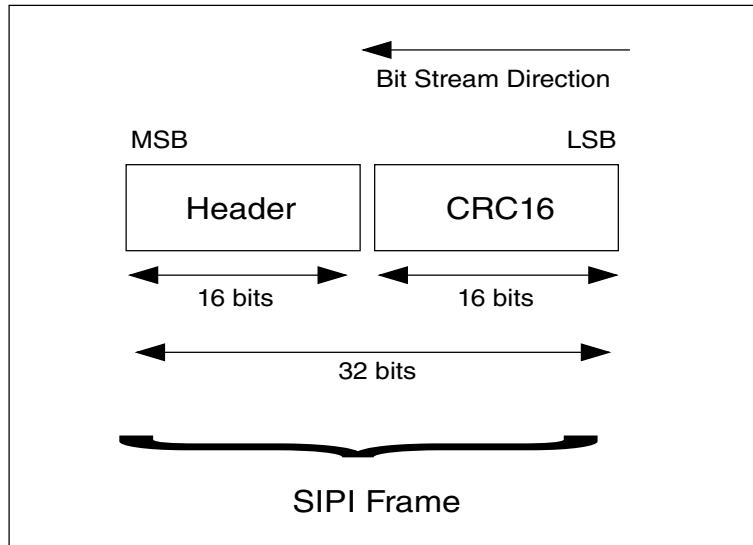 Bit Stream Direction
MSB LSB
Header CRC16
16 bits 16 bits
32 bits
SIPI Frame